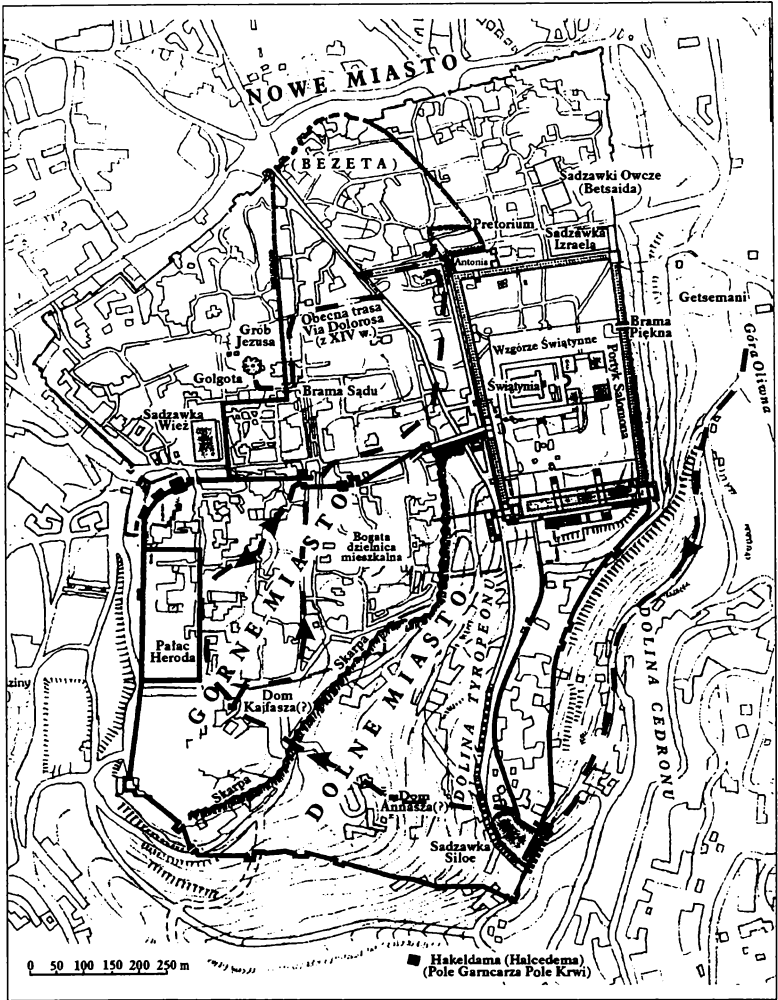 NOWE MIASTO
(BEZETA)
Sadzawki Owcze
(Betsaida)
Pretorium
Sadzawka
Izraela
Antonia
Getsemani
Obecna trasa
Via Dolorosa
(z XIV w.)
Brama
Piękna
Góra Oliwna
Grób
Jezusa
Wzgórze Świątynne
Portyk Salomona
Golgota
Świątynia
Brama Sądu
Sadzawka
Wież
Bogata
dzielnica
mieszkalna
GÓRNE MIASTO
Pałac
Heroda
Skarpa
DOLINA TYROPEONU
DOLINA CEDRONU
ziny
)
Dom
Kajfasza(?)
DOLNE MIASTO
Skarpa
Dom
Annasza(?)
Sadzawka
Siloe
0 50 100 150 200 250 m
Hakeldama (Halcedema)
(Pole Garncarza Pole Krwi)